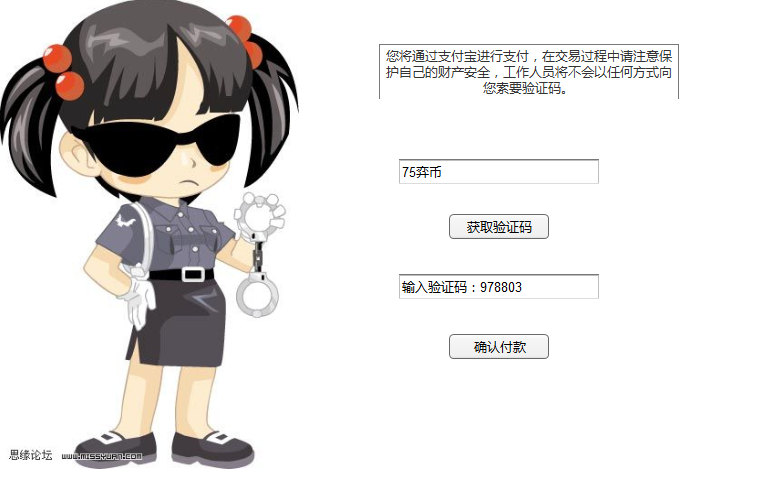 您将通过支付宝进行支付，在交易过程中请注意保
护自己的财产安全，工作人员将不会以任何方式向
您索要验证码。
75弈币
获取验证码
输入验证码：978803
确认付款
思缘论坛 www.missyuan.com